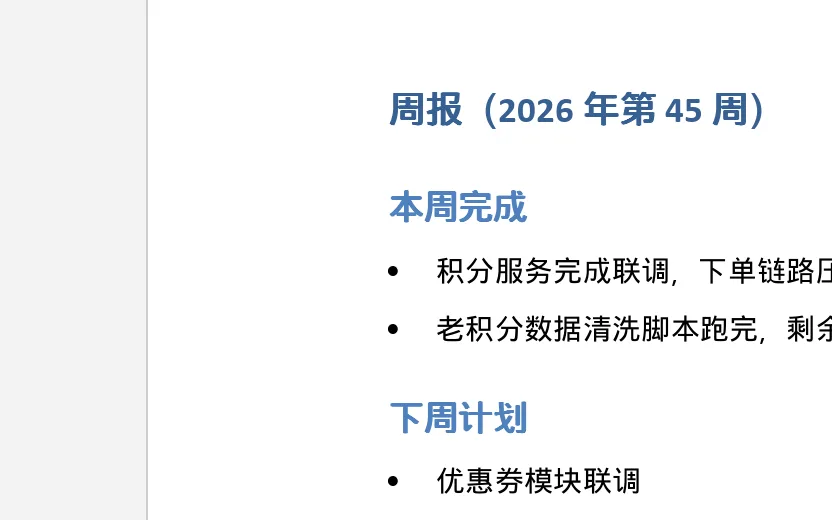 周报（2026 年第 45 周）
本周完成
• 积分服务完成联调，下单链路
• 老积分数据清洗脚本跑完，剩
下周计划
• 优惠券模块联调